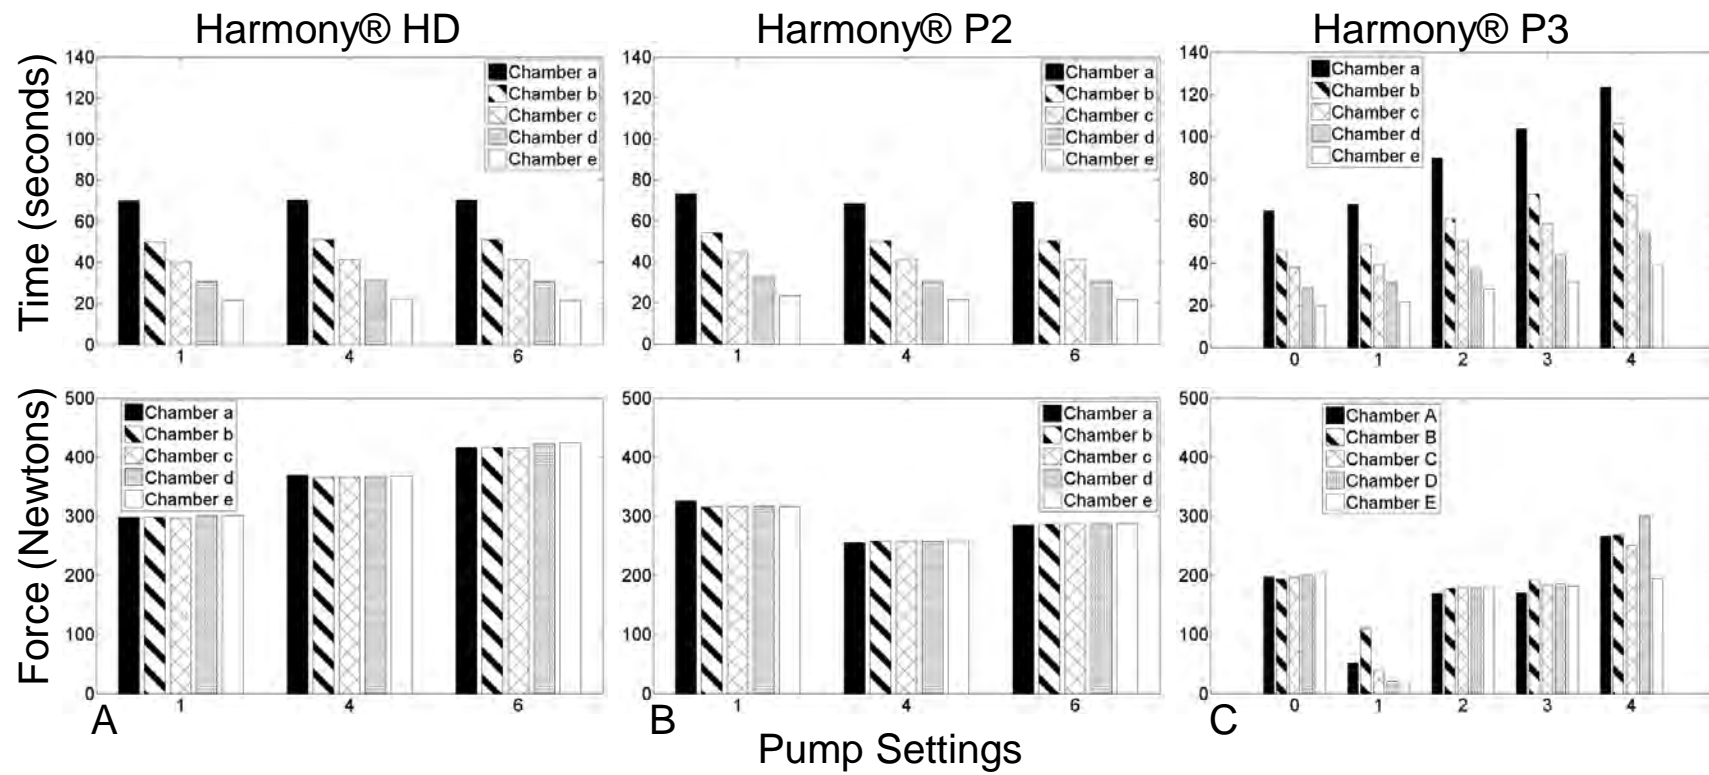 Harmony® HD
Harmony® P2
Harmony® P3
Time (seconds)
140
120
100
80
60
40
20
0
1
4
6
Chamber a
Chamber b
Chamber c
Chamber d
Chamber e
140
120
100
80
60
40
20
0
1
4
6
Chamber a
Chamber b
Chamber c
Chamber d
Chamber e
140
120
100
80
60
40
20
0
0
1
2
3
4
Chamber a
Chamber b
Chamber c
Chamber d
Chamber e
Force (Newtons)
500
400
300
200
100
0
1
4
6
Chamber a
Chamber b
Chamber c
Chamber d
Chamber e
A
500
400
300
200
100
0
1
4
6
Chamber a
Chamber b
Chamber c
Chamber d
Chamber e
B
500
400
300
200
100
0
0
1
2
3
4
Chamber A
Chamber B
Chamber C
Chamber D
Chamber E
C
Pump Settings